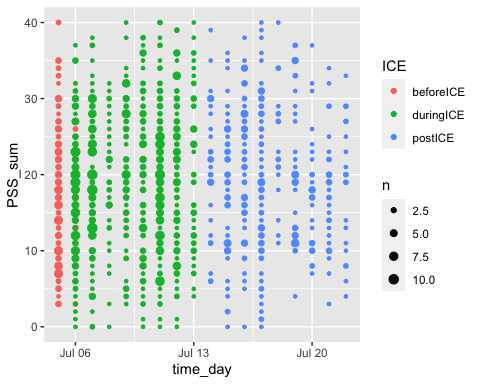 40
30
20
10
0
PSS_sum
Jul 06
Jul 13
Jul 20
time_day
ICE
beforeICE
duringICE
postICE
n
2.5
5.0
7.5
10.0